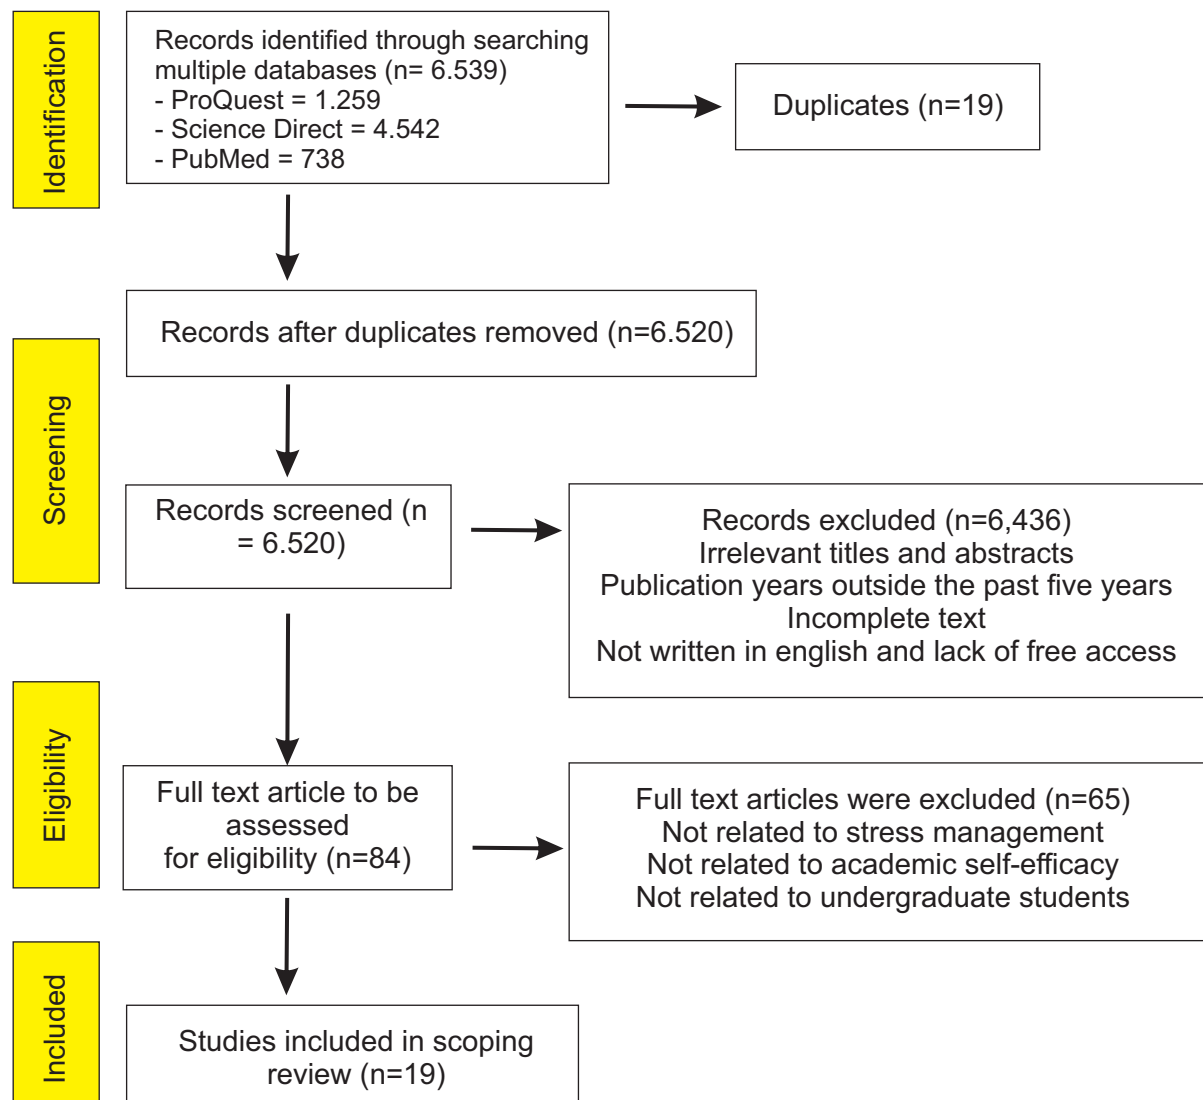 Identification
Records identified through searching
multiple databases (n= 6.539)
- ProQuest = 1.259
- Science Direct = 4.542
- PubMed = 738
Duplicates (n=19)
Screening
Records after duplicates removed (n=6.520)
Records screened (n
= 6.520)
Records excluded (n=6,436)
Irrelevant titles and abstracts
Publication years outside the past five years
Incomplete text
Not written in english and lack of free access
Eligibility
Full text article to be
assessed
for eligibility (n=84)
Full text articles were excluded (n=65)
Not related to stress management
Not related to academic self-efficacy
Not related to undergraduate students
Included
Studies included in scoping
review (n=19)